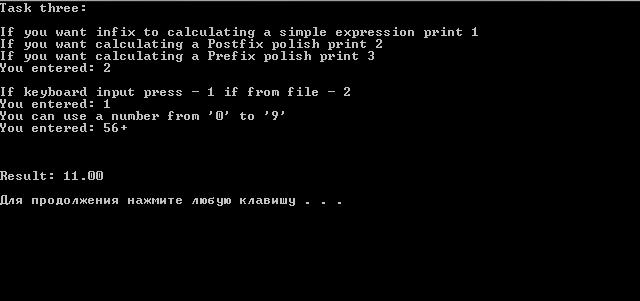 Task three:
If you want infix to calculating a simple expression print 1
If you want calculating a Postfix polish print 2
If you want calculating a Prefix polish print 3
You entered: 2
If keyboard input press - 1 if from file - 2
You entered: 1
You can use a number from '0' to '9'
You entered: 56+
Result: 11.00
Для продолжения нажмите любую клавишу . . .